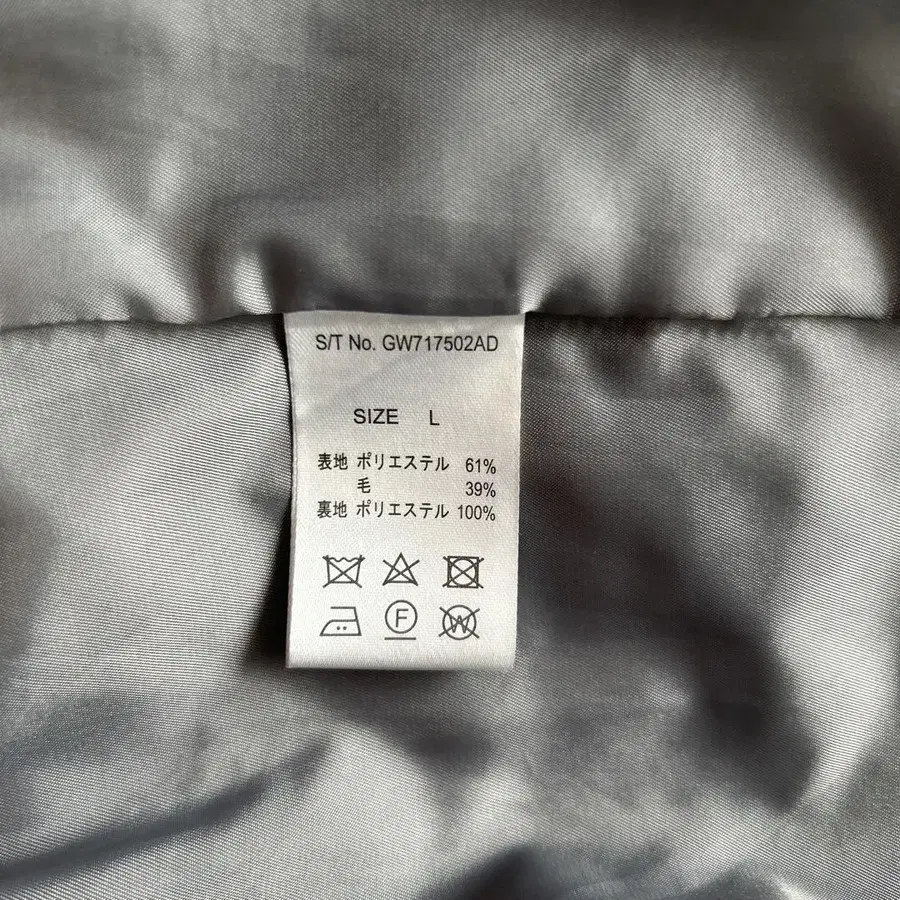 S/T No. GW717502AD
SIZE L
表地 ポリエステル 61%
毛 39%
裏地 ポリエステル 100%
F W